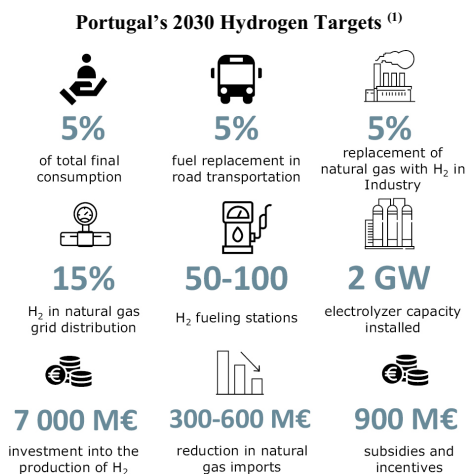 Portugal's 2030 Hydrogen Targets (1)
5%
of total final
consumption
5%
fuel replacement in
road transportation
5%
replacement of
natural gas with H2 in
Industry
15%
H2 in natural gas
grid distribution
50-100
H2 fueling stations
2 GW
electrolyzer capacity
installed
€
7 000 M€
investment into the
production of H2
300-600 M€
reduction in natural
gas imports
€
900 M€
subsidies and
incentives